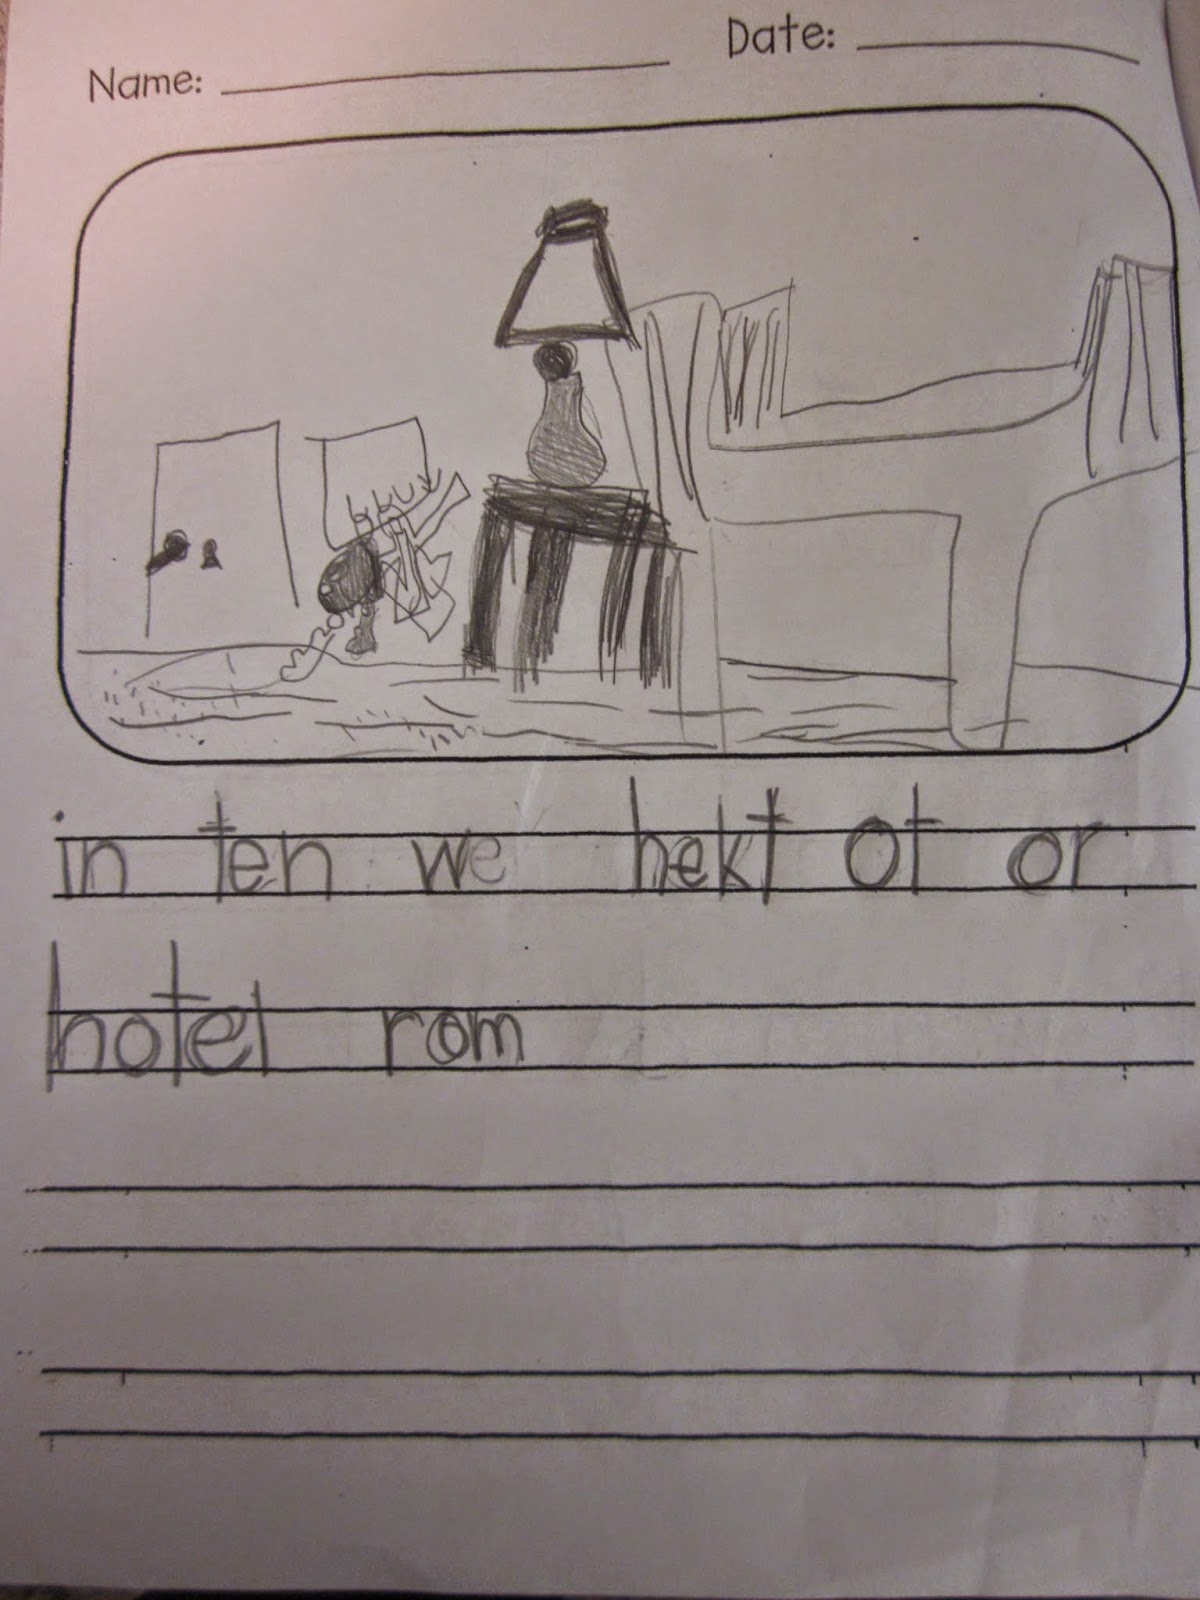 Name: Date:
in ten we hekt ot or
hotel rom